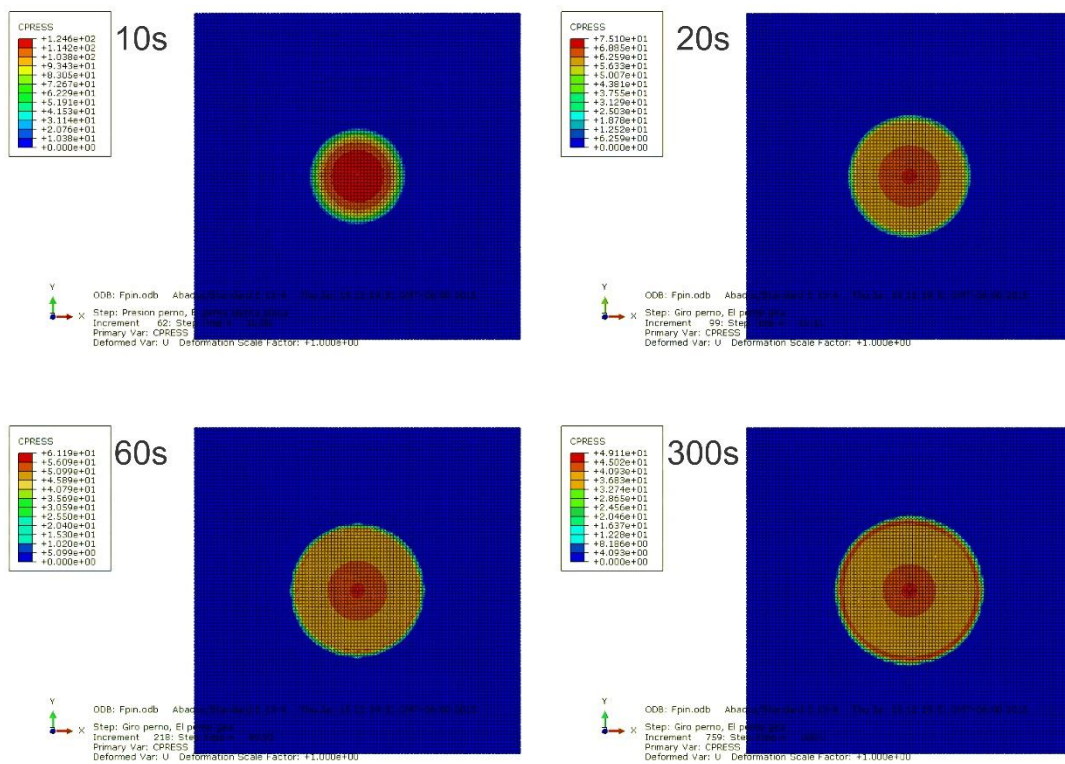 CPRESS
+1.246e+02
+1.142e+02
+1.038e+02
+9.343e+01
+8.305e+01
+7.267e+01
+6.229e+01
+5.191e+01
+4.153e+01
+3.114e+01
+2.076e+01
+1.038e+01
+0.000e+00
10s
Y
X
ODB: Fpin.odb
Step: Presion perno, El
Increment 62: Step
Primary Var: CPRESS
Deformed Var: U Deformation Scale Factor: +1.000e+00
CPRESS
+7.510e+01
+6.885e+01
+6.259e+01
+5.633e+01
+5.007e+01
+4.381e+01
+3.755e+01
+3.129e+01
+2.503e+01
+1.878e+01
+1.252e+01
+6.259e+00
+0.000e+00
20s
Y
X
ODB: Fpin.odb
Step: Giro perno, El
Increment 99: Step
Primary Var: CPRESS
Deformed Var: U Deformation Scale Factor: +1.000e+00
CPRESS
+6.119e+01
+5.609e+01
+5.099e+01
+4.589e+01
+4.079e+01
+3.569e+01
+3.059e+01
+2.550e+01
+2.040e+01
+1.530e+01
+1.020e+01
+5.099e+00
+0.000e+00
60s
Y
X
ODB: Fpin.odb
Step: Giro perno, El
Increment 218: Step
Primary Var: CPRESS
Deformed Var: U Deformation Scale Factor: +1.000e+00
CPRESS
+4.911e+01
+4.502e+01
+4.093e+01
+3.683e+01
+3.274e+01
+2.865e+01
+2.456e+01
+2.046e+01
+1.637e+01
+1.228e+01
+8.186e+00
+4.093e+00
+0.000e+00
300s
Y
X
ODB: Fpin.odb
Step: Giro perno, El
Increment 759: Step
Primary Var: CPRESS
Deformed Var: U Deformation Scale Factor: +1.000e+00